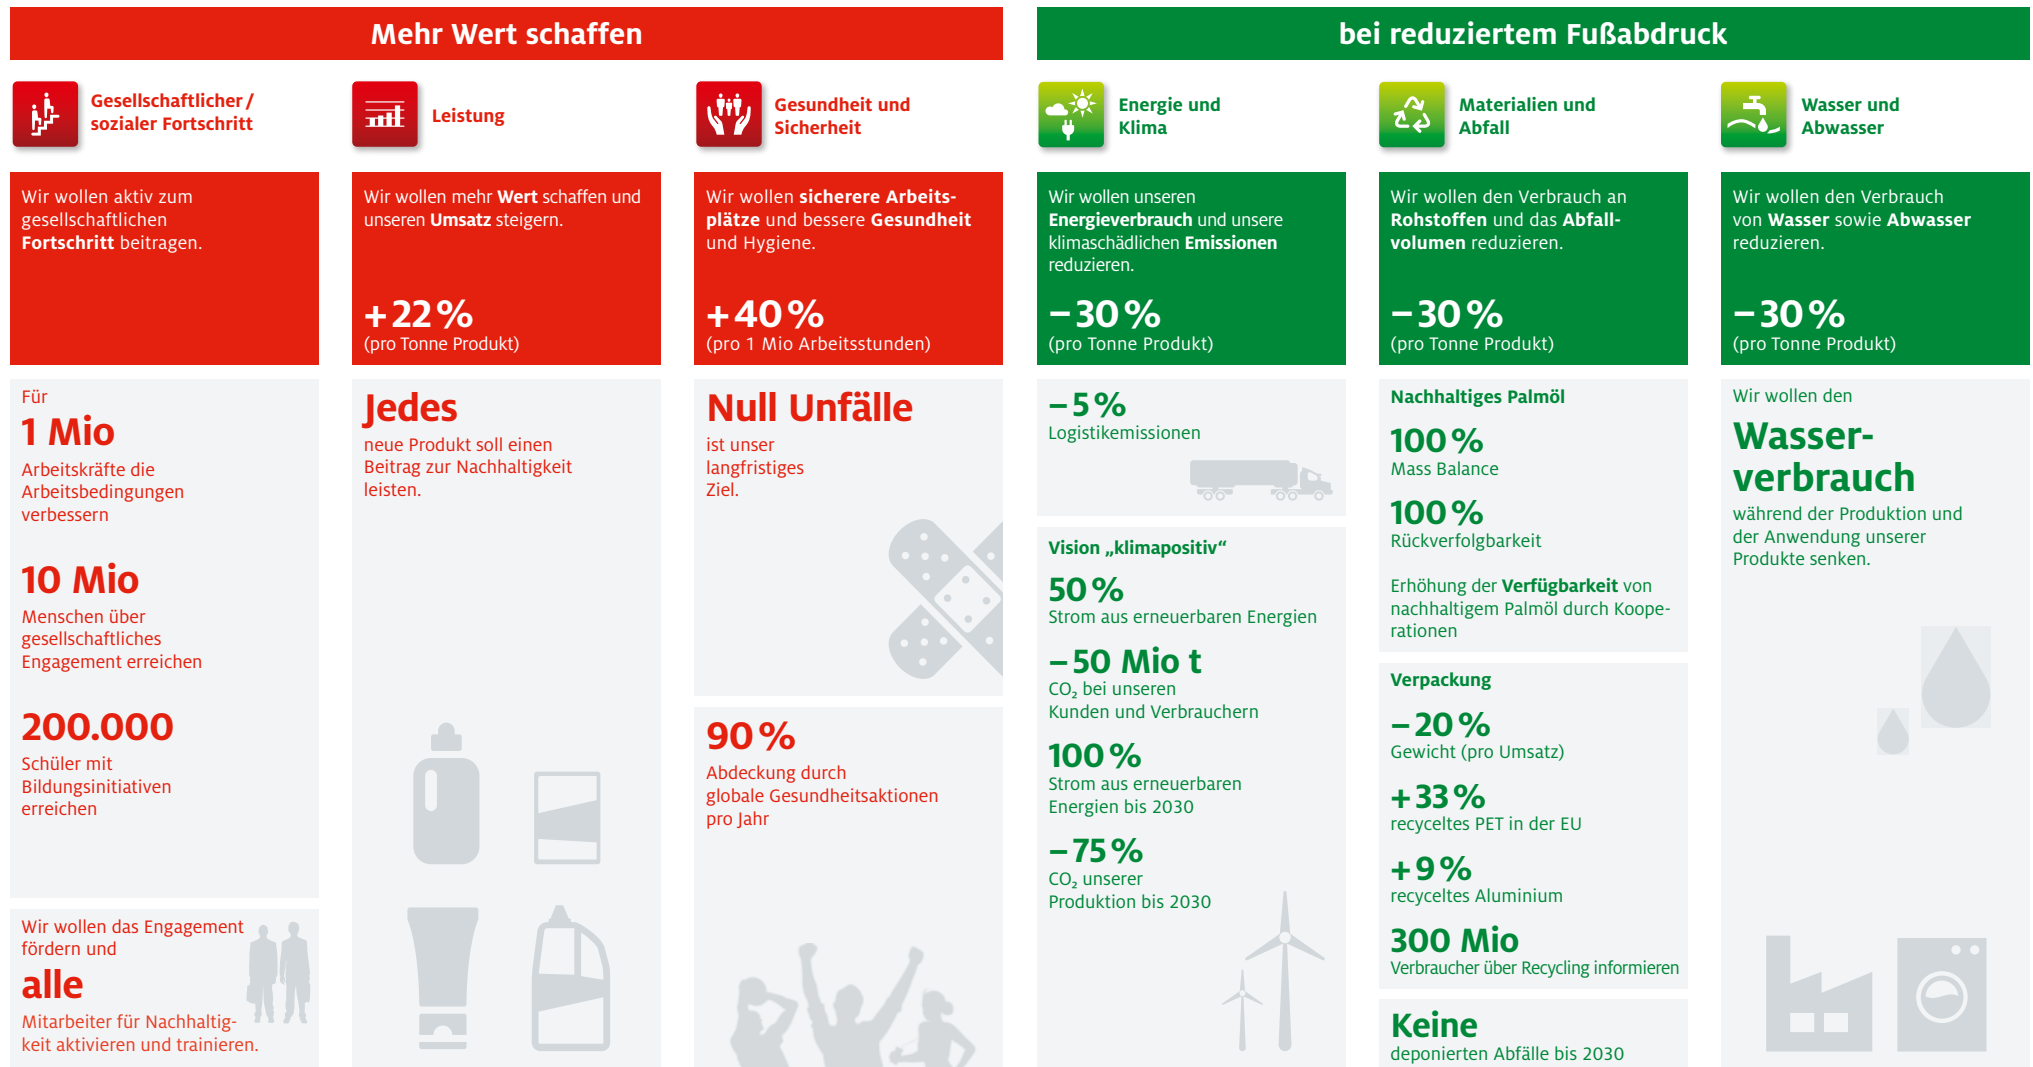 Mehr Wert schaffen
Gesellschaftlicher /
sozialer Fortschritt
Wir wollen aktiv zum
gesellschaftlichen
Fortschritt beitragen.
Für
1 Mio
Arbeitskräfte die
Arbeitsbedingungen
verbessern
10 Mio
Menschen über
gesellschaftliches
Engagement erreichen
200.000
Schüler mit
Bildungsinitiativen
erreichen
Wir wollen das Engagement
fördern und
alle
Mitarbeiter für Nachhaltig-
keit aktivieren und trainieren.
Leistung
Wir wollen mehr Wert schaffen und
unseren Umsatz steigern.
+ 22 %
(pro Tonne Produkt)
Jedes
neue Produkt soll einen
Beitrag zur Nachhaltigkeit
leisten.
Gesundheit und
Sicherheit
Wir wollen sicherere Arbeits-
plätze und bessere Gesundheit
und Hygiene.
+ 40 %
(pro 1 Mio Arbeitsstunden)
Null Unfälle
ist unser
langfristiges
Ziel.
90 %
Abdeckung durch
globale Gesundheitsaktionen
pro Jahr
bei reduziertem Fußabdruck
Energie und
Klima
Wir wollen unseren
Energieverbrauch und unsere
klimaschädlichen Emissionen
reduzieren.
– 30 %
(pro Tonne Produkt)
– 5 %
Logistikemissionen
Vision „klimapositiv“
50 %
Strom aus erneuerbaren Energien
– 50 Mio t
CO₂ bei unseren
Kunden und Verbrauchern
100 %
Strom aus erneuerbaren
Energien bis 2030
– 75 %
CO₂ unserer
Produktion bis 2030
Materialien und
Abfall
Wir wollen den Verbrauch an
Rohstoffen und das Abfall-
volumen reduzieren.
– 30 %
(pro Tonne Produkt)
Nachhaltiges Palmöl
100 %
Mass Balance
100 %
Rückverfolgbarkeit
Erhöhung der Verfügbarkeit von
nachhaltigem Palmöl durch Koope-
rationen
Verpackung
– 20 %
Gewicht (pro Umsatz)
+ 33 %
recyceltes PET in der EU
+ 9 %
recyceltes Aluminium
300 Mio
Verbraucher über Recycling informieren
Keine
deponierten Abfälle bis 2030
Wasser und
Abwasser
Wir wollen den Verbrauch
von Wasser sowie Abwasser
reduzieren.
– 30 %
(pro Tonne Produkt)
Wir wollen den
Wasser-
verbrauch
während der Produktion und
der Anwendung unserer
Produkte senken.